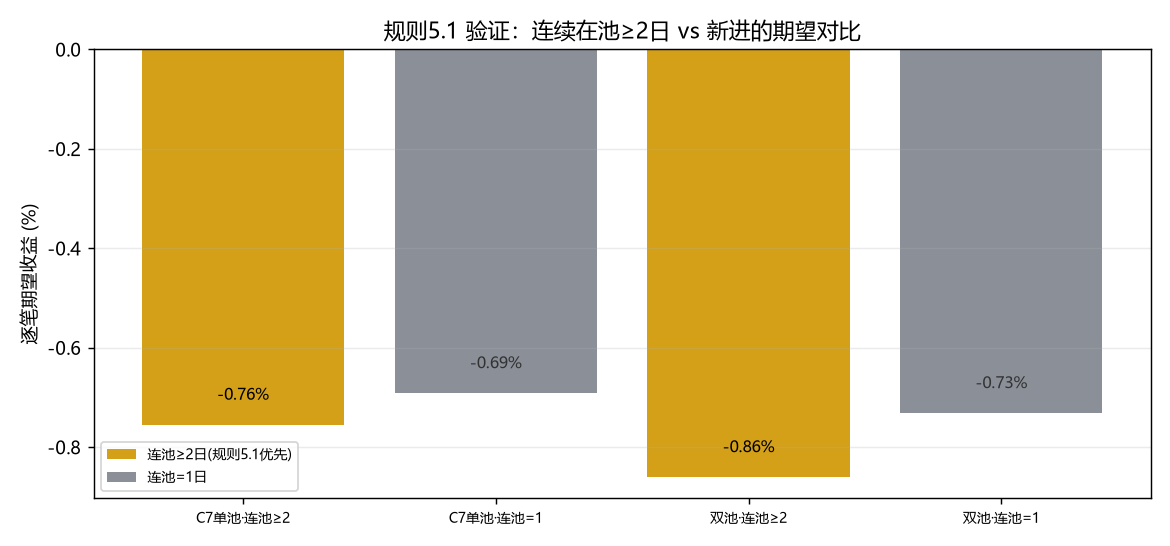 规则5.1 验证：连续在池≥2日 vs 新进的期望对比
逐笔期望收益 (%)
0.0
-0.2
-0.4
-0.6
-0.8
-0.76%
-0.69%
-0.86%
-0.73%
连池≥2日(规则5.1优先)
连池=1日
C7单池·连池≥2
C7单池·连池=1
双池·连池≥2
双池·连池=1